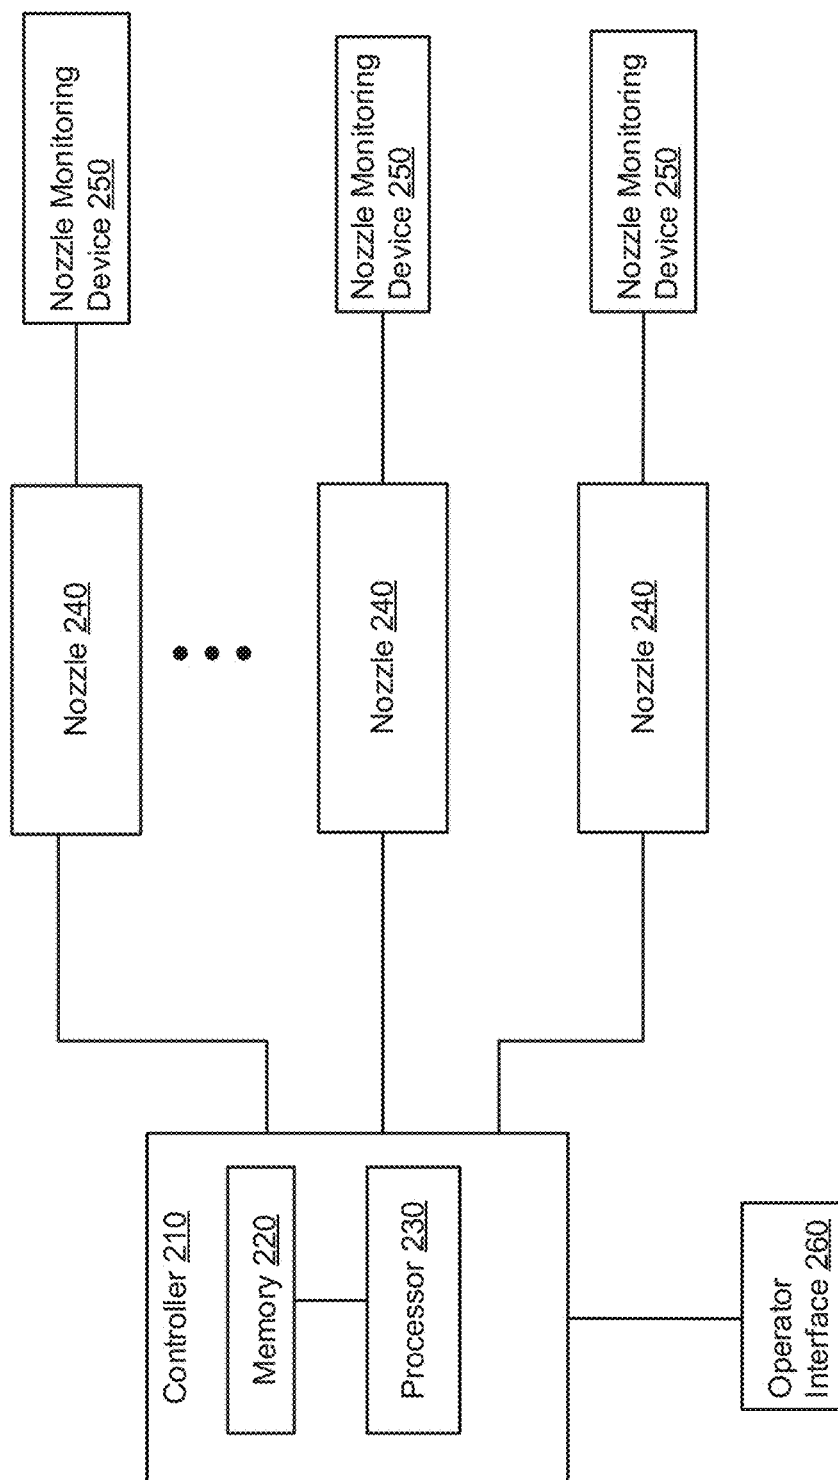 Controller 210
Memory 220
Processor 230
Operator
Interface 260
Nozzle 240
Nozzle 240
Nozzle 240
Nozzle Monitoring
Device 250
Nozzle Monitoring
Device 250
Nozzle Monitoring
Device 250